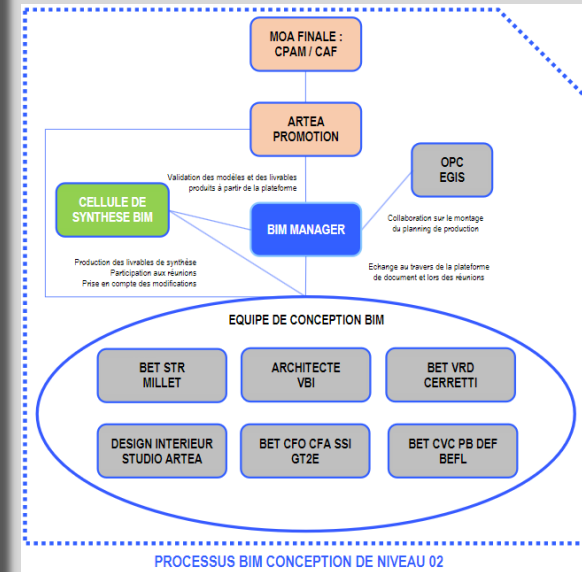 MOA FINALE :
CPAM / CAF
ARTEA
PROMOTION
OPC
EGIS
Validation des modèles et des livrables
produits à partir de la plateforme
CELLULE DE
SYNTHESE BIM
BIM MANAGER
Collaboration sur le montage
du planning de production
Production des livrables de synthèse
Participation aux réunions
Prise en compte des modifications
Echange au travers de la plateforme
de document et lors des réunions
EQUIPE DE CONCEPTION BIM
BET STR
MILLET
ARCHITECTE
VBI
BET VRD
CERRETTI
DESIGN INTERIEUR
STUDIO ARTEA
BET CFO CFA SSI
GT2E
BET CVC PB DEF
BEFL
PROCESSUS BIM CONCEPTION DE NIVEAU 02